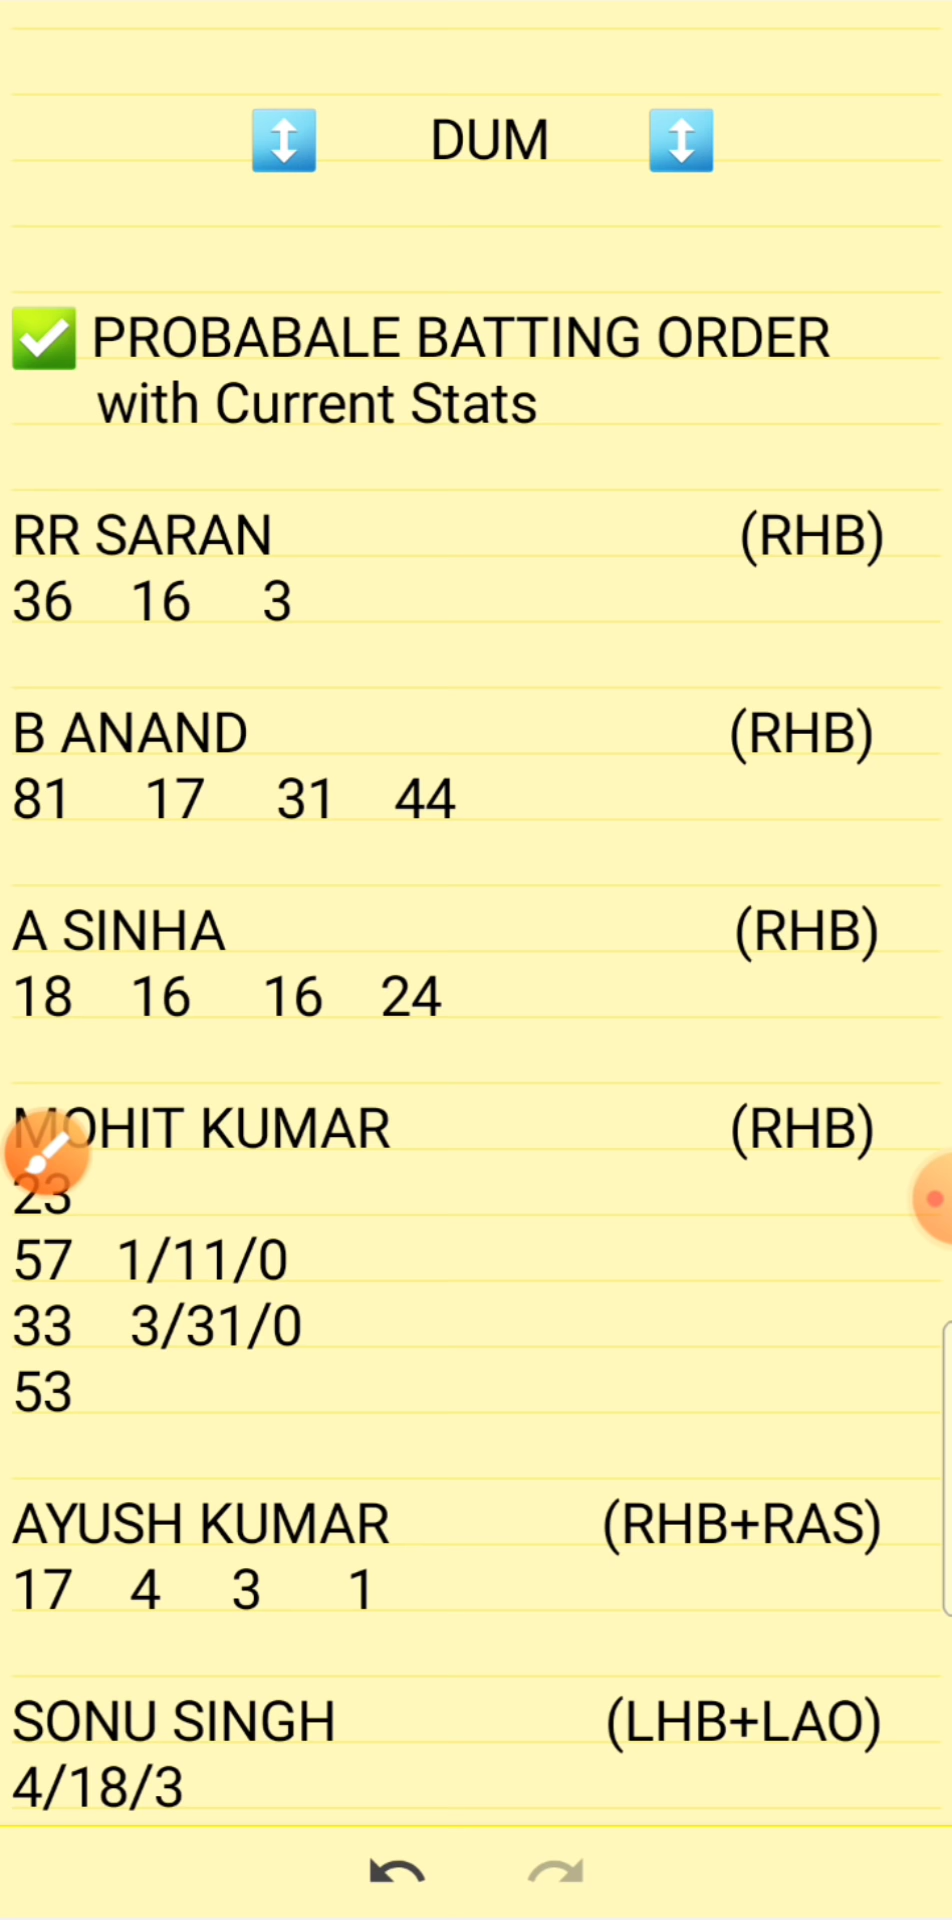 ↕️ DUM ↕️
✅ PROBABALE BATTING ORDER
with Current Stats
RR SARAN (RHB)
36 16 3
B ANAND (RHB)
81 17 31 44
A SINHA (RHB)
18 16 16 24
MOHIT KUMAR (RHB)
23
57 1/11/0
33 3/31/0
53
AYUSH KUMAR (RHB+RAS)
17 4 3 1
SONU SINGH (LHB+LAO)
4/18/3